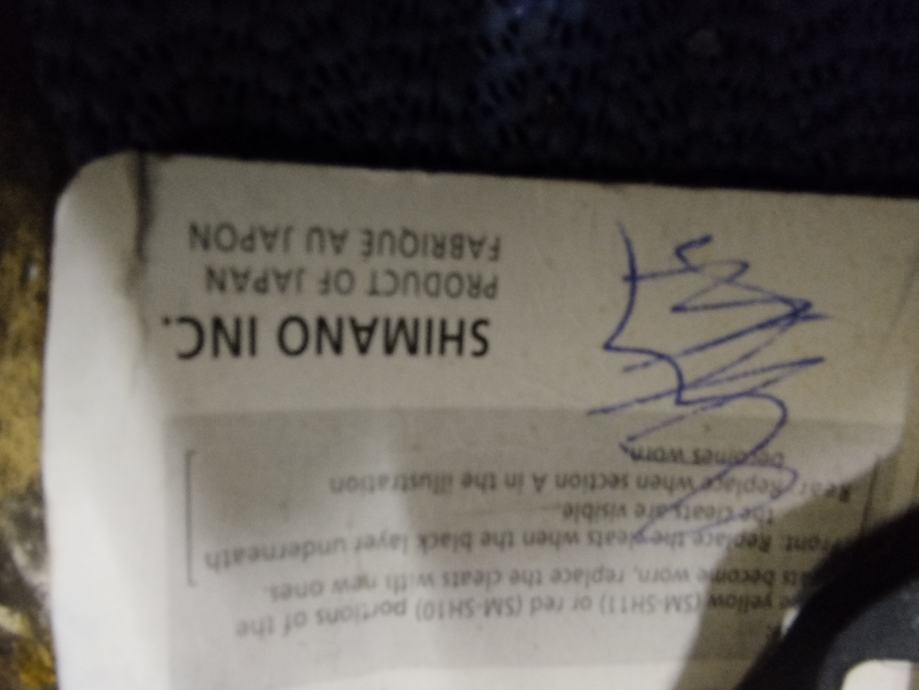 the yellow (SM-SH11) or red (SM-SH10) portions of the
become worn, replace the cleats with new ones.
Front: Replace the cleats when the black layer underneath
the cleats are visible.
Rear: Replace when section A in the illustration
becomes worn.
SHIMANO INC.
PRODUCT OF JAPAN
FABRIQUÉ AU JAPON